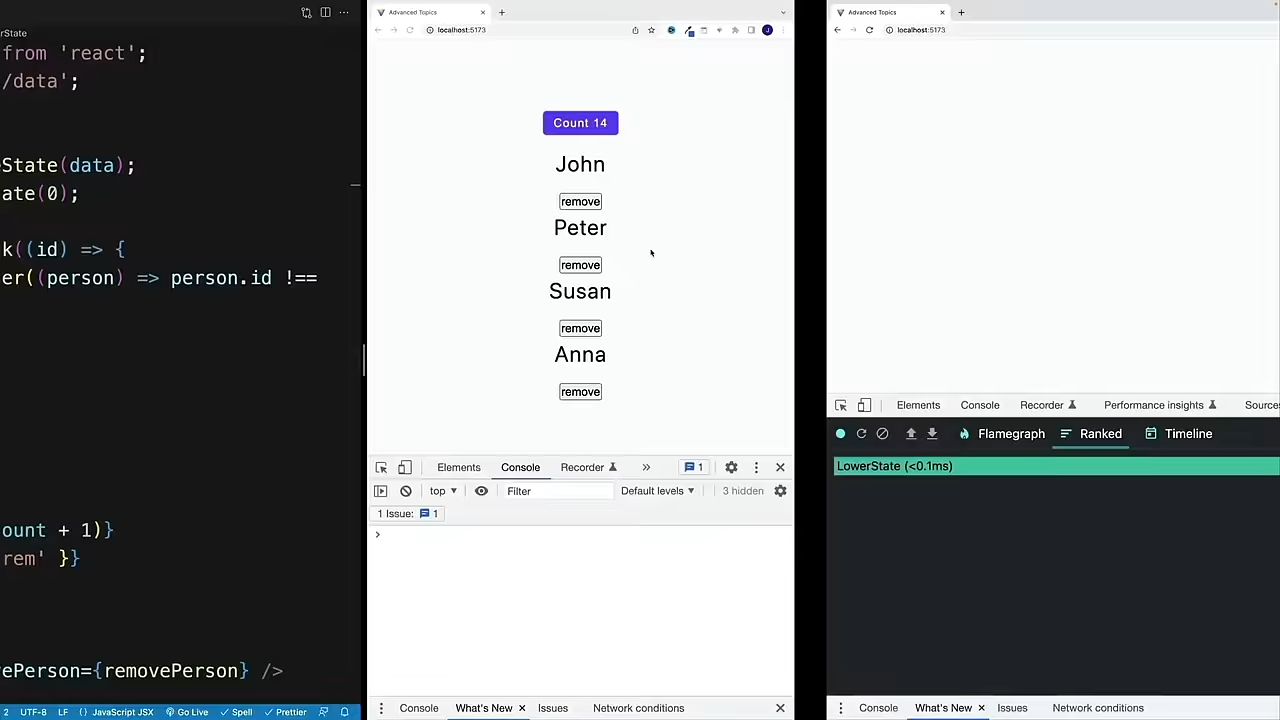 erState
from 'react';
/data';
eState(data);
ate(0);
k((id) => {
er((person) => person.id !==
ount + 1)}
rem' }}
ePerson={removePerson} />
2 UTF-8 LF {} JavaScript JSX Go Live Spell Prettier
Advanced Topics
localhost:5173
J
Count 14
John
remove
Peter
remove
Susan
remove
Anna
remove
Elements Console Recorder 1
top Filter Default levels 3 hidden
1 Issue: 1
Console What's New Issues Network conditions
Advanced Topics
localhost:5173
Elements Console Recorder Performance insights Sources
Flamegraph Ranked Timeline
LowerState (<0.1ms)
Console What's New Issues Network conditions